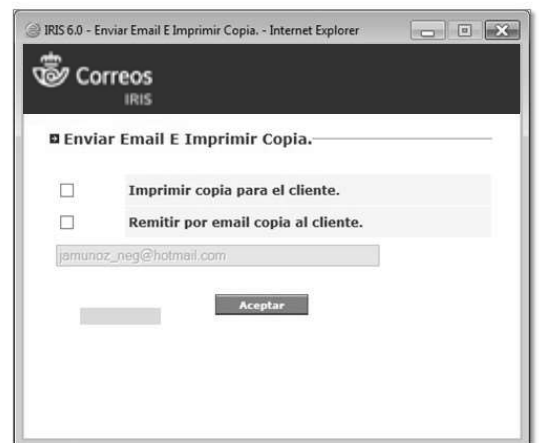 IRIS 6.0 - Enviar Email E Imprimir Copia. - Internet Explorer
Correos
IRIS
Enviar Email E Imprimir Copia.
Imprimir copia para el cliente.
Remitir por email copia al cliente.
jamunoz_neg@hotmail.com
Aceptar